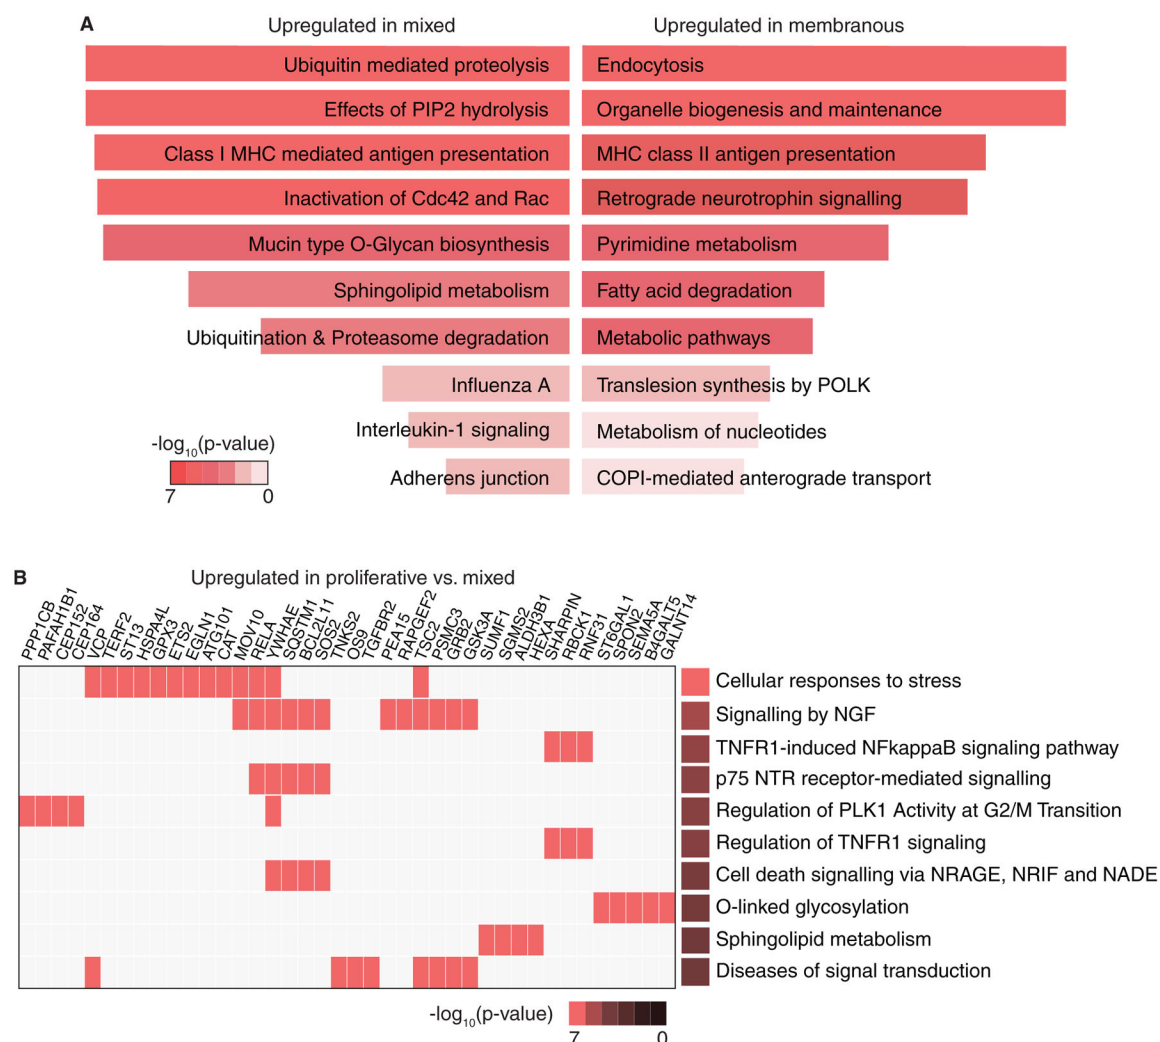 A
Upregulated in mixed
Upregulated in membranous
Ubiquitin mediated proteolysis
Endocytosis
Effects of PIP2 hydrolysis
Organelle biogenesis and maintenance
Class I MHC mediated antigen presentation
MHC class II antigen presentation
Inactivation of Cdc42 and Rac
Retrograde neurotrophin signalling
Mucin type O-Glycan biosynthesis
Pyrimidine metabolism
Sphingolipid metabolism
Fatty acid degradation
Ubiquitination & Proteasome degradation
Metabolic pathways
Influenza A
Translesion synthesis by POLK
Interleukin-1 signaling
Metabolism of nucleotides
Adherens junction
COPI-mediated anterograde transport
-log10(p-value)
7 0
B
Upregulated in proliferative vs. mixed
PPP1CB
PAFAH1B1
CEP152
CEP164
VCP
TERF2
ST13
HSPA4L
GPX3
ETS2
EGLN1
ATG101
CAT
MOV10
RELA
YWHAE
SQSTM1
BCL2L11
SOS2
TNKS2
OS9
TGFBR2
PEA15
RAPGEF2
TSC2
PSMC3
GRB2
GSK3A
SUMF1
SGMS2
ALDH3B1
HEXA
SHARPIN
RBCK1
RNF31
ST6GAL1
SPON2
SEMA5A
B4GALT5
GALNT14
Cellular responses to stress
Signalling by NGF
TNFR1-induced NFkappaB signaling pathway
p75 NTR receptor-mediated signalling
Regulation of PLK1 Activity at G2/M Transition
Regulation of TNFR1 signaling
Cell death signalling via NRAGE, NRIF and NADE
O-linked glycosylation
Sphingolipid metabolism
Diseases of signal transduction
-log10(p-value)
7 0